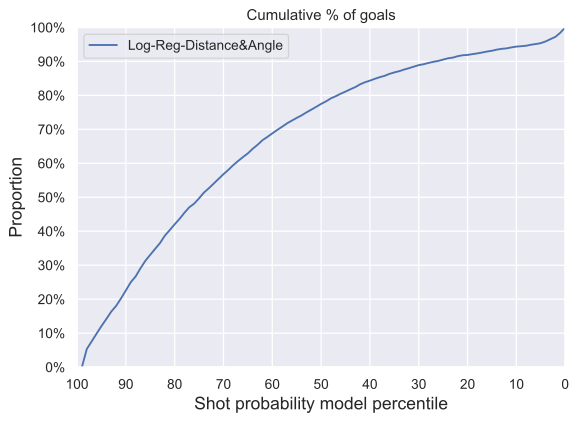 Cumulative % of goals
100%
Log-Reg-Distance&Angle
90%
80%
70%
60%
50%
40%
30%
20%
10%
0%
Proportion
100 90 80 70 60 50 40 30 20 10 0
Shot probability model percentile